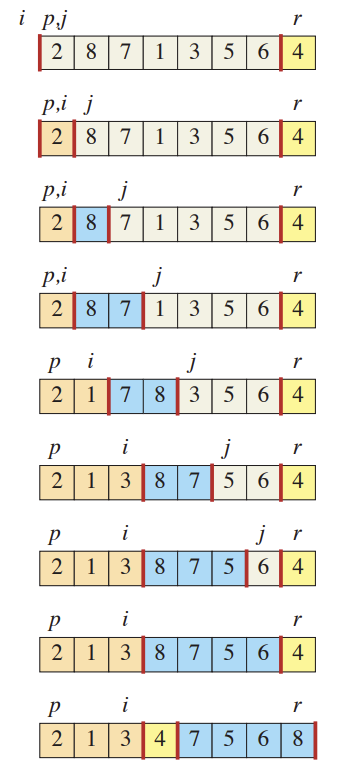 i p,j r
2 8 7 1 3 5 6 4
p,i j r
2 8 7 1 3 5 6 4
p,i j r
2 8 7 1 3 5 6 4
p,i j r
2 8 7 1 3 5 6 4
p i j r
2 1 7 8 3 5 6 4
p i j r
2 1 3 8 7 5 6 4
p i j r
2 1 3 8 7 5 6 4
p i r
2 1 3 8 7 5 6 4
p i r
2 1 3 4 7 5 6 8